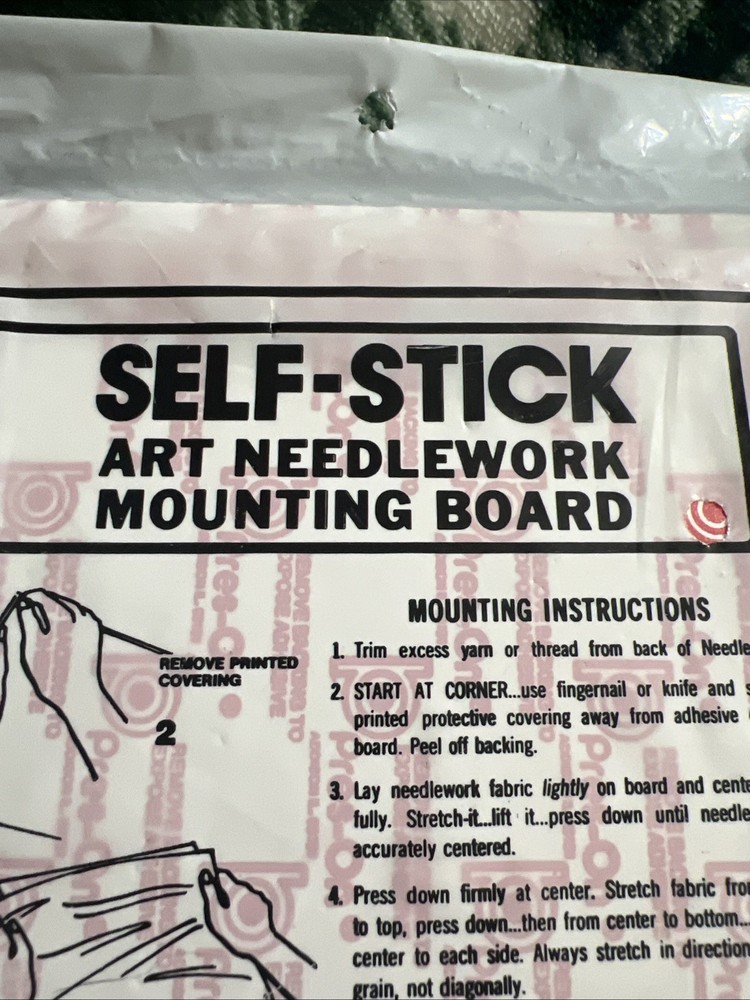 SELF-STICK
ART NEEDLEWORK
MOUNTING BOARD
MOUNTING INSTRUCTIONS
1. Trim excess yarn or thread from back of Needle
2. START AT CORNER...use fingernail or knife and s
printed protective covering away from adhesive
board. Peel off backing.
3. Lay needlework fabric lightly on board and cente
fully. Stretch-it...lift it...press down until needle
accurately centered.
4. Press down firmly at center. Stretch fabric fro
to top, press down...then from center to bottom...
center to each side. Always stretch in direction
grain, not diagonally.
REMOVE PRINTED
COVERING
2